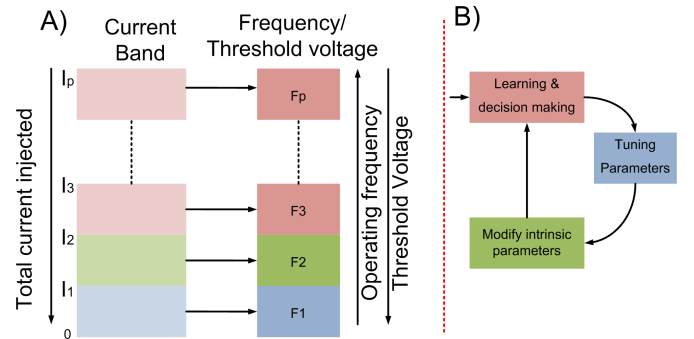 A)
Current
Band
Frequency/
Threshold voltage
Total current injected
Ip
Fp
I3
F3
I2
F2
I1
F1
0
Operating frequency
Threshold Voltage
B)
Learning &
decision making
Tuning
Parameters
Modify intrinsic
parameters